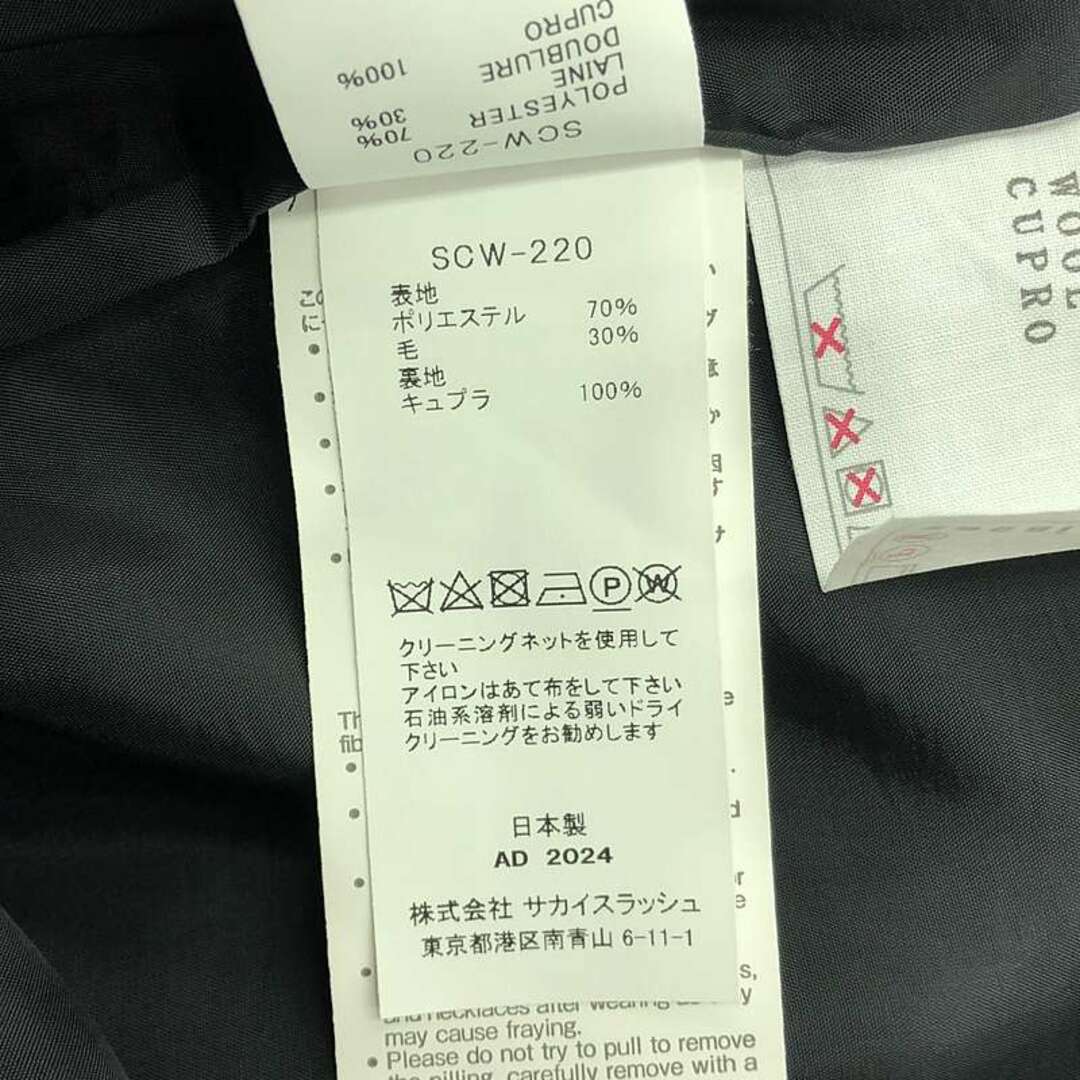 SCW-220
POLYESTER 70%
LAINE 30%
DOUBLURE
CUPRO 100%
SCW-220
表地
ポリエステル 70%
毛 30%
裏地
キュプラ 100%
P
W
クリーニングネットを使用して
下さい
アイロンはあて布をして下さい
石油系溶剤による弱いドライ
クリーニングをお勧めします
日本製
AD 2024
株式会社 サカイスラッシュ
東京都港区南青山 6-11-1
WOOL
CUPRO
may cause fraying.
• Please do not try to pull to remove
the pilling, carefully remove with a